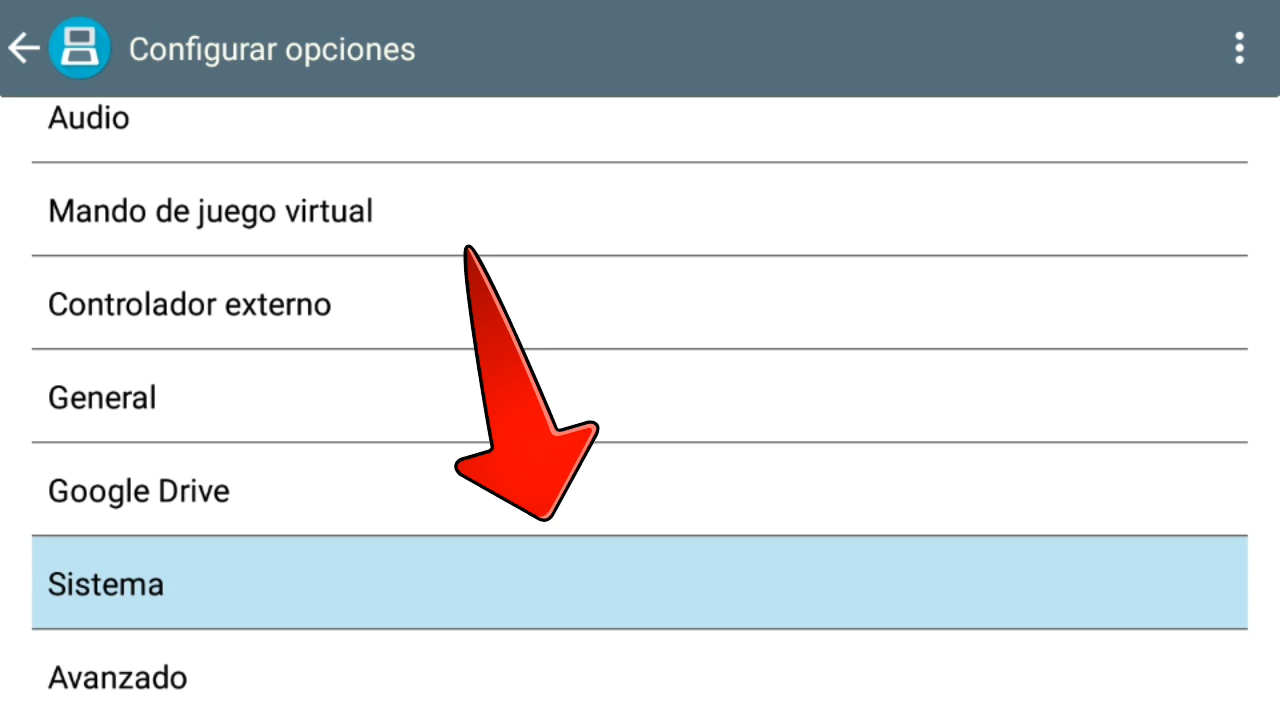 Configurar opciones
Audio
Mando de juego virtual
Controlador externo
General
Google Drive
Sistema
Avanzado